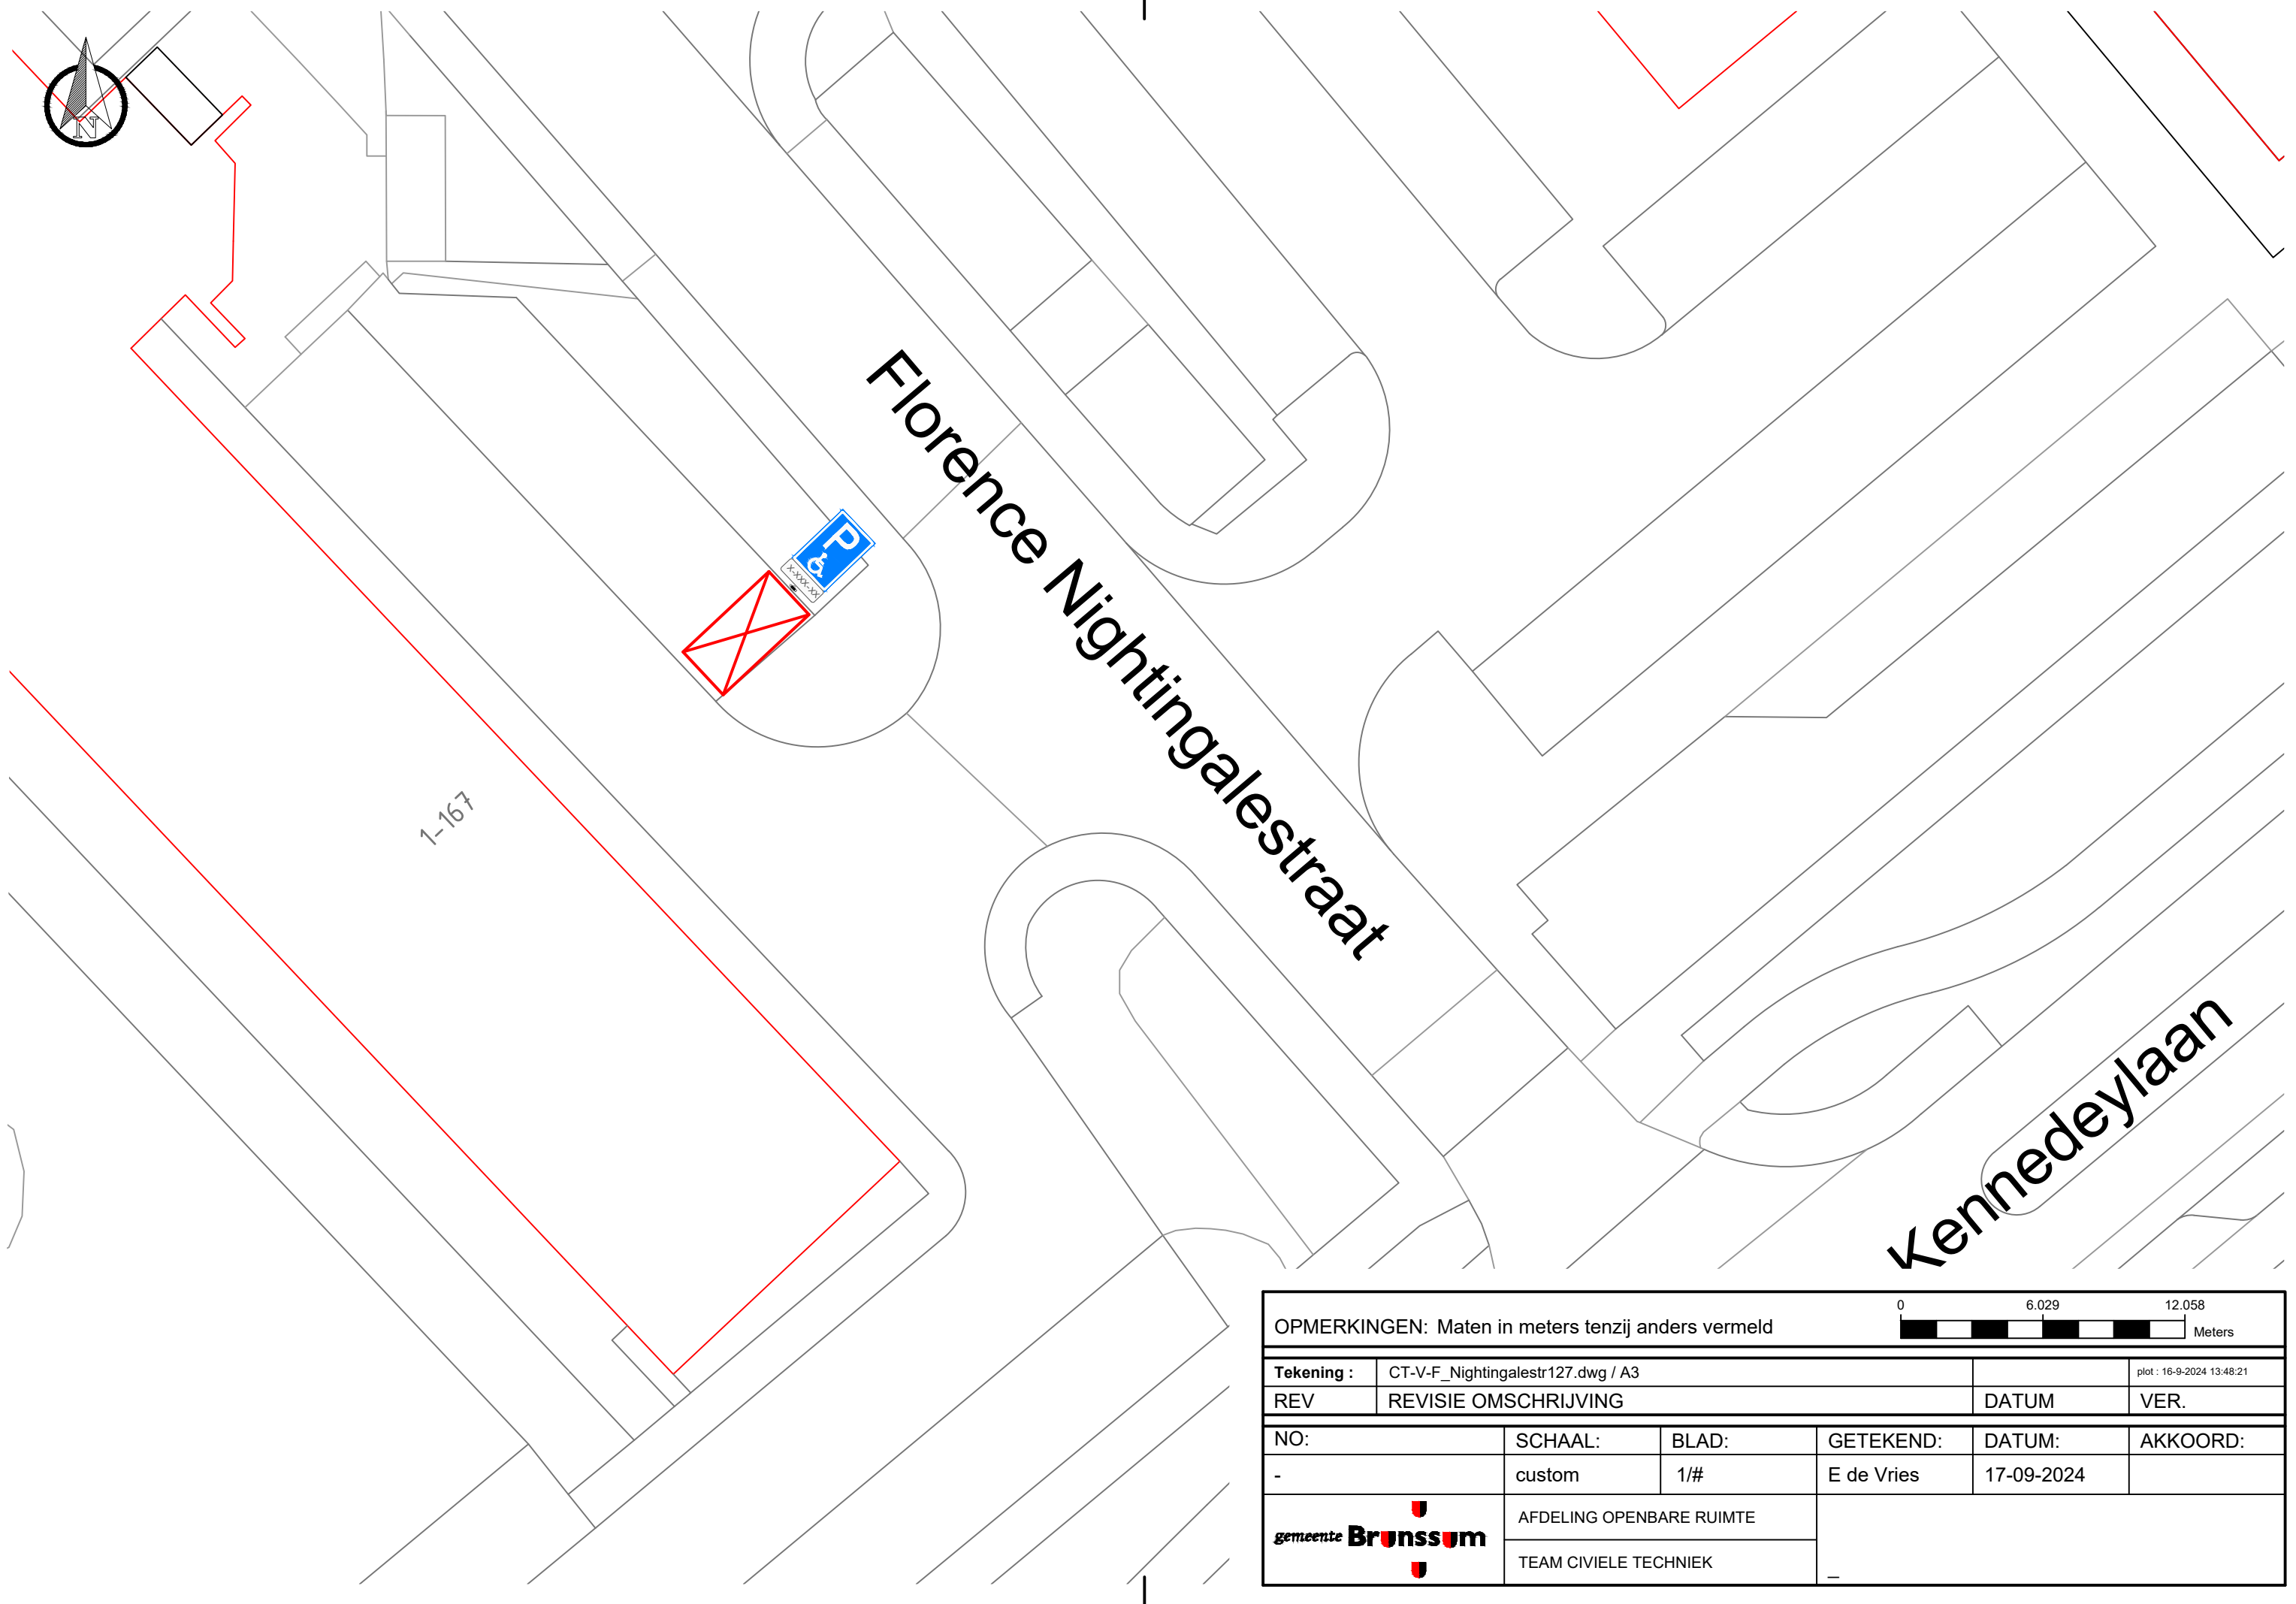 N
Florence Nightingalestraat
P
X-XXX-XX
1-167
Kennedeylaan
OPMERKINGEN: Maten in meters tenzij anders vermeld
0 6.029 12.058
Meters
Tekening : CT-V-F_Nightingalestr127.dwg / A3 plot : 16-9-2024 13:48:21
REV REVISIE OMSCHRIJVING DATUM VER.
NO: SCHAAL: BLAD: GETEKEND: DATUM: AKKOORD:
- custom 1/# E de Vries 17-09-2024
gemeente Brunssum
AFDELING OPENBARE RUIMTE
TEAM CIVIELE TECHNIEK
_